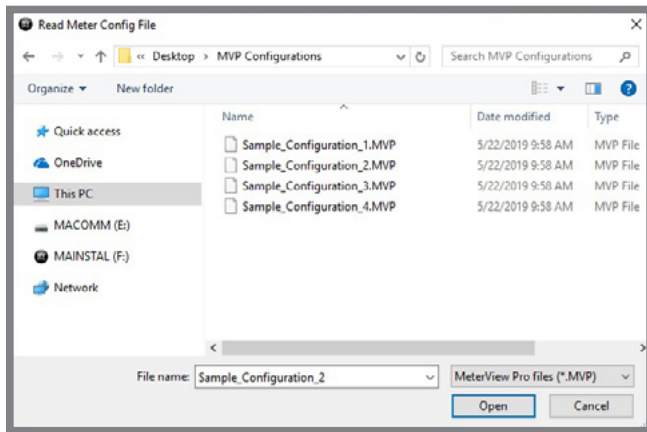 Read Meter Config File
« Desktop > MVP Configurations
Search MVP Configurations
Organize
New folder
Name
Date modified
Type
Quick access
OneDrive
This PC
MACOMM (E:)
MAINSTAL (F:)
Network
Sample_Configuration_1.MVP 5/22/2019 9:58 AM MVP File
Sample_Configuration_2.MVP 5/22/2019 9:58 AM MVP File
Sample_Configuration_3.MVP 5/22/2019 9:58 AM MVP File
Sample_Configuration_4.MVP 5/22/2019 9:58 AM MVP File
File name: Sample_Configuration_2
MeterView Pro files (*.MVP)
Open
Cancel